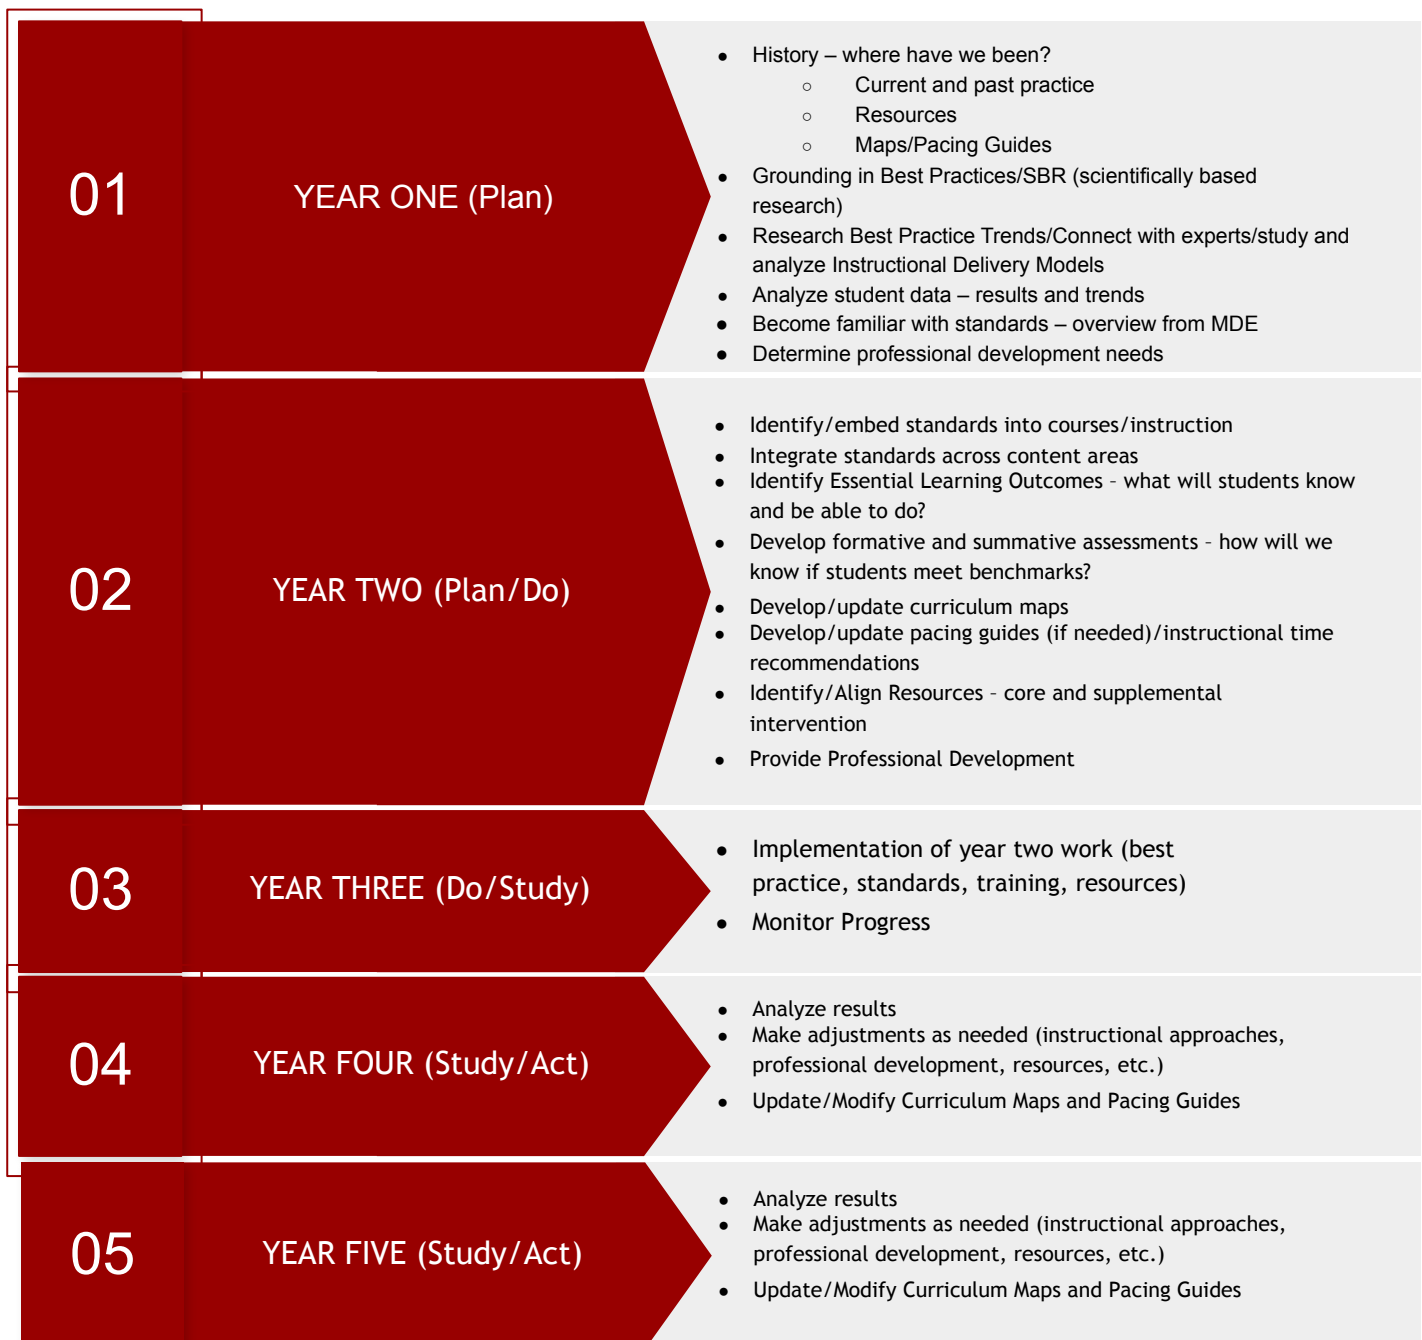 01
YEAR ONE (Plan)
● History – where have we been?
○ Current and past practice
○ Resources
○ Maps/Pacing Guides
● Grounding in Best Practices/SBR (scientifically based
research)
● Research Best Practice Trends/Connect with experts/study and
analyze Instructional Delivery Models
● Analyze student data – results and trends
● Become familiar with standards – overview from MDE
● Determine professional development needs
02
YEAR TWO (Plan/Do)
● Identify/embed standards into courses/instruction
● Integrate standards across content areas
● Identify Essential Learning Outcomes – what will students know
and be able to do?
● Develop formative and summative assessments – how will we
know if students meet benchmarks?
● Develop/update curriculum maps
● Develop/update pacing guides (if needed)/instructional time
recommendations
● Identify/Align Resources – core and supplemental
intervention
● Provide Professional Development
03
YEAR THREE (Do/Study)
● Implementation of year two work (best
practice, standards, training, resources)
● Monitor Progress
04
YEAR FOUR (Study/Act)
● Analyze results
● Make adjustments as needed (instructional approaches,
professional development, resources, etc.)
● Update/Modify Curriculum Maps and Pacing Guides
05
YEAR FIVE (Study/Act)
● Analyze results
● Make adjustments as needed (instructional approaches,
professional development, resources, etc.)
● Update/Modify Curriculum Maps and Pacing Guides